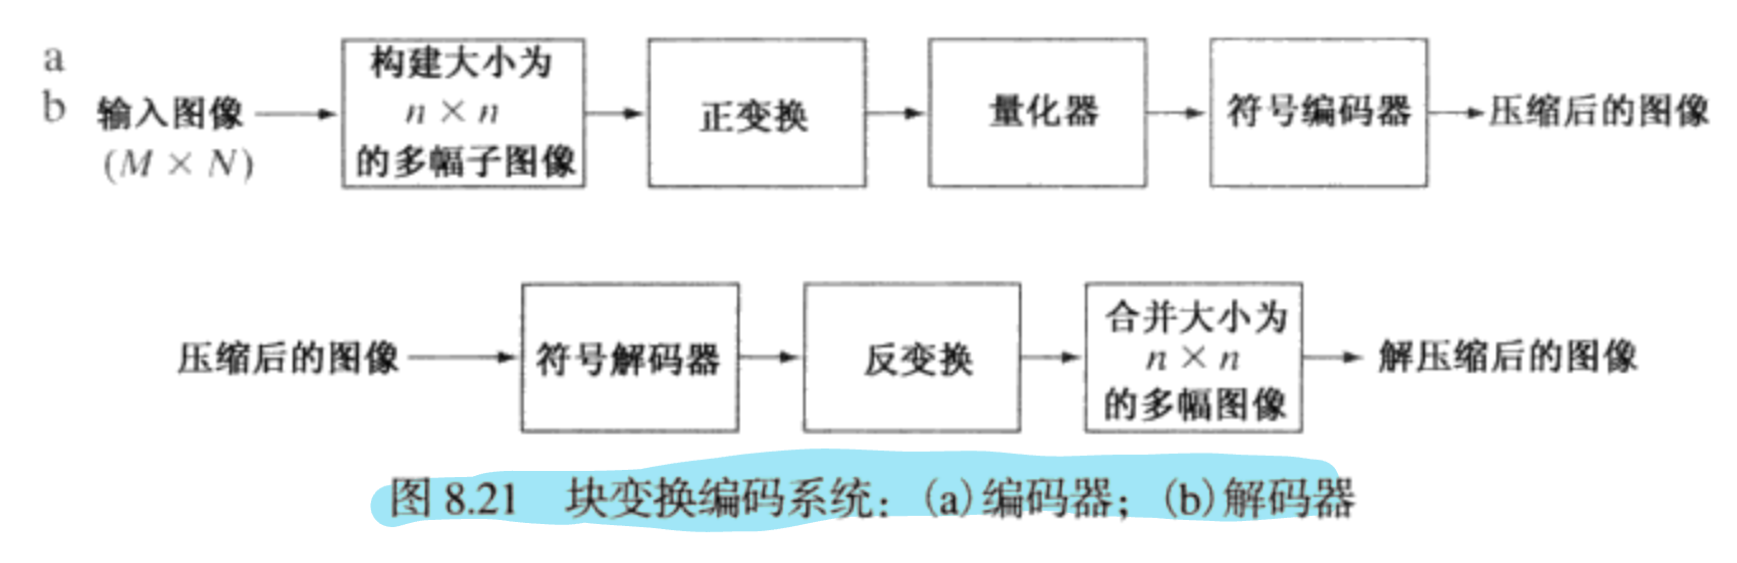 a
b
输入图像
(M × N)
构建大小为
n × n
的多幅子图像
正变换
量化器
符号编码器
压缩后的图像
压缩后的图像
符号解码器
反变换
合并大小为
n × n
的多幅图像
解压缩后的图像
图 8.21 块变换编码系统：(a)编码器；(b)解码器